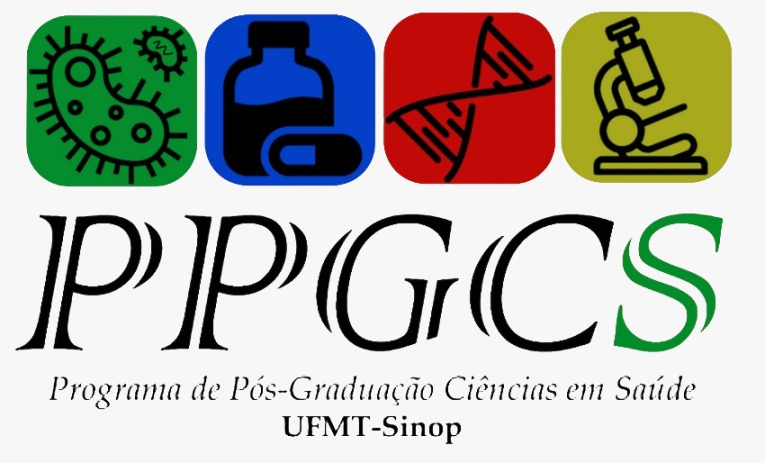 PPGCS
Programa de Pós-Graduação Ciências em Saúde
UFMT-Sinop